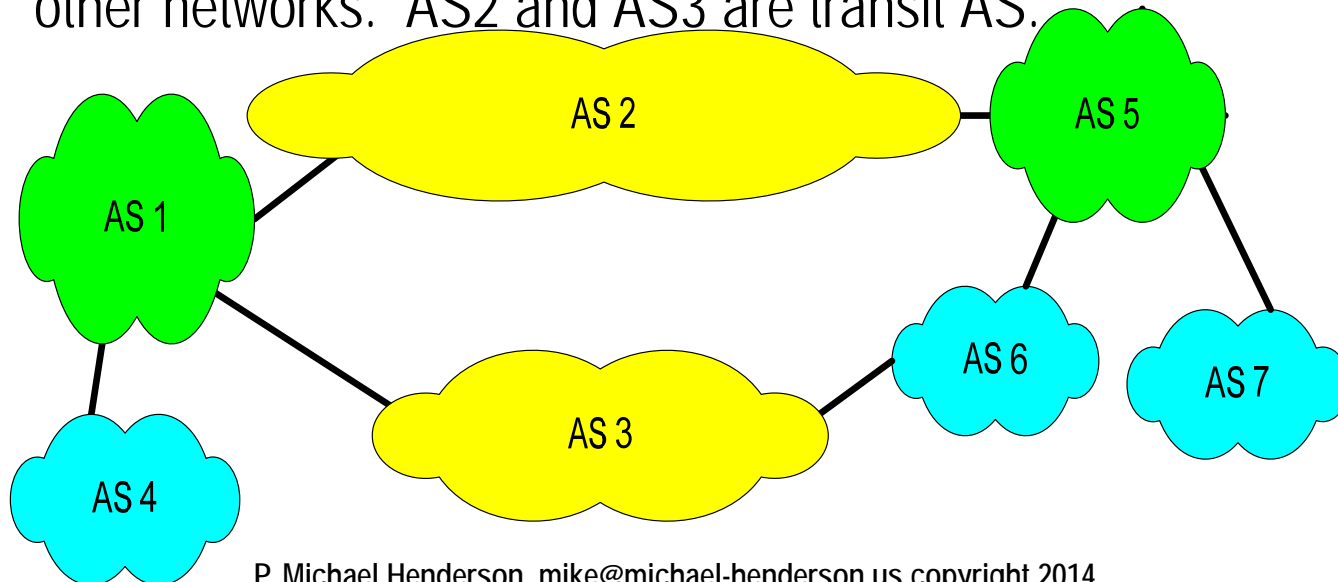 other networks. AS2 and AS3 are transit AS.
AS 2
AS 5
AS 1
AS 6
AS 7
AS 3
AS 4
P. Michael Henderson, mike@michael-henderson.us copyright 2014